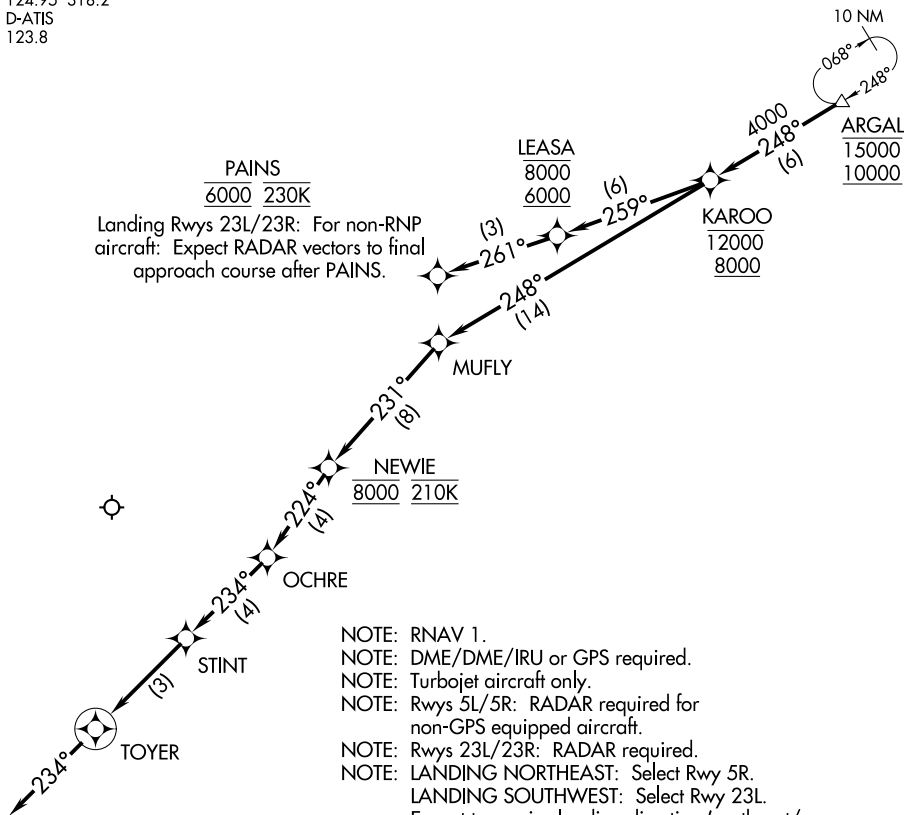 D-ATIS
123.8
10 NM
068°
248°
ARGAL
15000
10000
4000
248°
(6)
KAROO
12000
8000
LEASA
8000
6000
(6)
259°
(3)
261°
PAINS
6000 230K
Landing Rwys 23L/23R: For non-RNP
aircraft: Expect RADAR vectors to final
approach course after PAINS.
248°
(14)
MUFLY
231°
(8)
NEWIE
8000 210K
224°
(4)
OCHRE
234°
(4)
STINT
(3)
TOYER
234°
NOTE: RNAV 1.
NOTE: DME/DME/IRU or GPS required.
NOTE: Turbojet aircraft only.
NOTE: Rwys 5L/5R: RADAR required for
non-GPS equipped aircraft.
NOTE: Rwys 23L/23R: RADAR required.
NOTE: LANDING NORTHEAST: Select Rwy 5R.
LANDING SOUTHWEST: Select Rwy 23L.